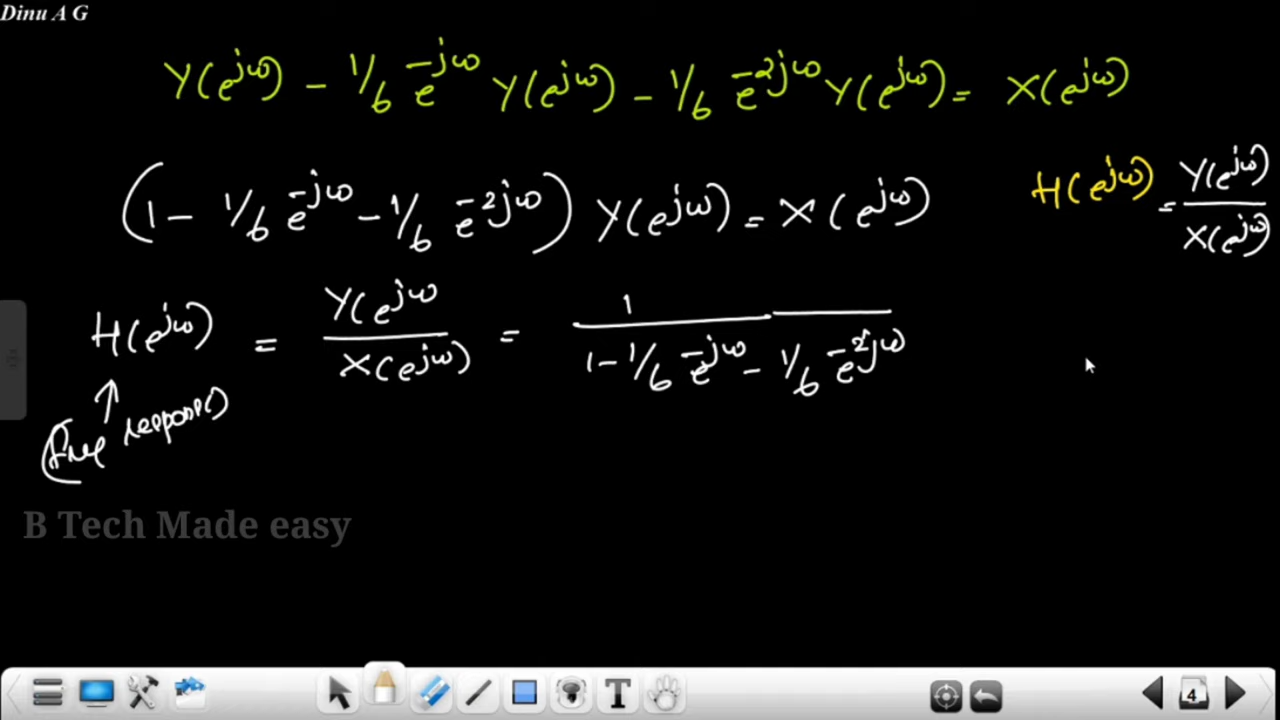 Dinu A G
Y(e^{jω}) - 1/6 e^{-jω} Y(e^{jω}) - 1/6 e^{-2jω} Y(e^{jω}) = X(e^{jω})
(1 - 1/6 e^{-jω} - 1/6 e^{-2jω}) Y(e^{jω}) = X(e^{jω})
H(e^{jω}) = Y(e^{jω}) / X(e^{jω})
H(e^{jω}) = Y(e^{jω} / X(e^{jω}) = 1 / 1 - 1/6 e^{-jω} - 1/6 e^{-2jω}
response)
B Tech Made easy
T
4